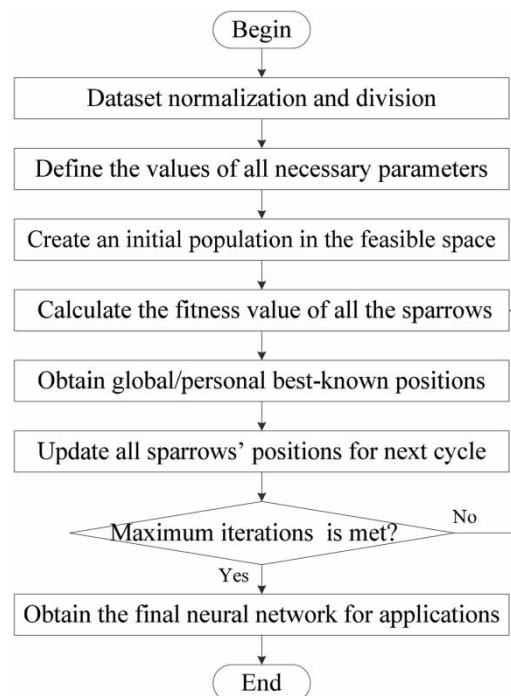 Begin
Dataset normalization and division
Define the values of all necessary parameters
Create an initial population in the feasible space
Calculate the fitness value of all the sparrows
Obtain global/personal best-known positions
Update all sparrows’ positions for next cycle
Maximum iterations is met?
No
Yes
Obtain the final neural network for applications
End